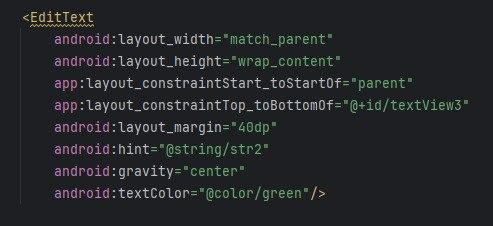 <EditText
android:layout_width="match_parent"
android:layout_height="wrap_content"
app:layout_constraintStart_toStartOf="parent"
app:layout_constraintTop_toBottomOf="@+id/textView3"
android:layout_margin="40dp"
android:hint="@string/str2"
android:gravity="center"
android:textColor="@color/green"/>